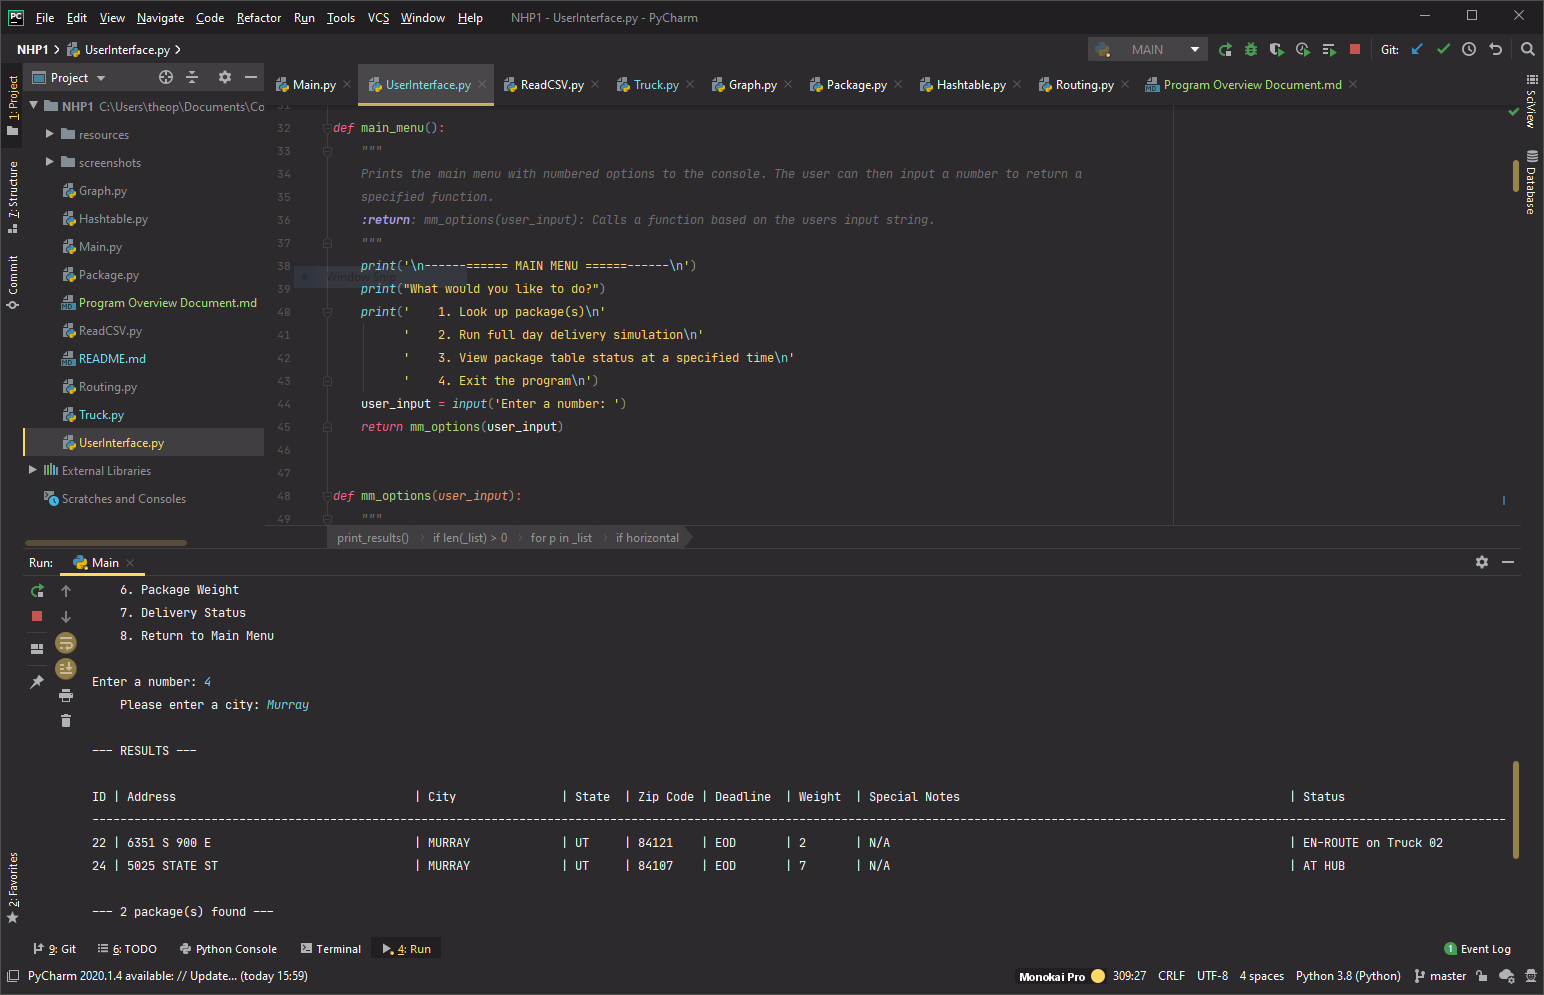 PC File Edit View Navigate Code Refactor Run Tools VCS Window Help NHP1 - UserInterface.py - PyCharm
NHP1 UserInterface.py MAIN Git:
Project
Main.py UserInterface.py ReadCSV.py Truck.py Graph.py Package.py Hashtable.py Routing.py Program Overview Document.md
1: Project
7: Structure
Commit
2: Favorites
SciView
Database
NHP1 C:\Users\theop\Documents\Co
resources
screenshots
Graph.py
Hashtable.py
Main.py
Package.py
Program Overview Document.md
ReadCSV.py
README.md
Routing.py
Truck.py
UserInterface.py
External Libraries
Scratches and Consoles
31
32 def main_menu():
33 """
34 Prints the main menu with numbered options to the console. The user can then input a number to return a
35 specified function.
36 :return: mm_options(user_input): Calls a function based on the users input string.
37 """
38 print('\n------====== MAIN MENU ======------\n')
Window Snip
39 print("What would you like to do?")
40 print('    1. Look up package(s)\n'
41 '    2. Run full day delivery simulation\n'
42 '    3. View package table status at a specified time\n'
43 '    4. Exit the program\n')
44 user_input = input('Enter a number: ')
45 return mm_options(user_input)
46
47
48 def mm_options(user_input):
49 """
print_results() if len(_list) > 0 for p in _list if horizontal
Run: Main
6. Package Weight
7. Delivery Status
8. Return to Main Menu
Enter a number: 4
Please enter a city: Murray
--- RESULTS ---
ID | Address | City | State | Zip Code | Deadline | Weight | Special Notes | Status
22 | 6351 S 900 E | MURRAY | UT | 84121 | EOD | 2 | N/A | EN-ROUTE on Truck 02
24 | 5025 STATE ST | MURRAY | UT | 84107 | EOD | 7 | N/A | AT HUB
--- 2 package(s) found ---
9: Git 6: TODO Python Console Terminal 4: Run 1 Event Log
PyCharm 2020.1.4 available: // Update... (today 15:59) Monokai Pro 309:27 CRLF UTF-8 4 spaces Python 3.8 (Python) master